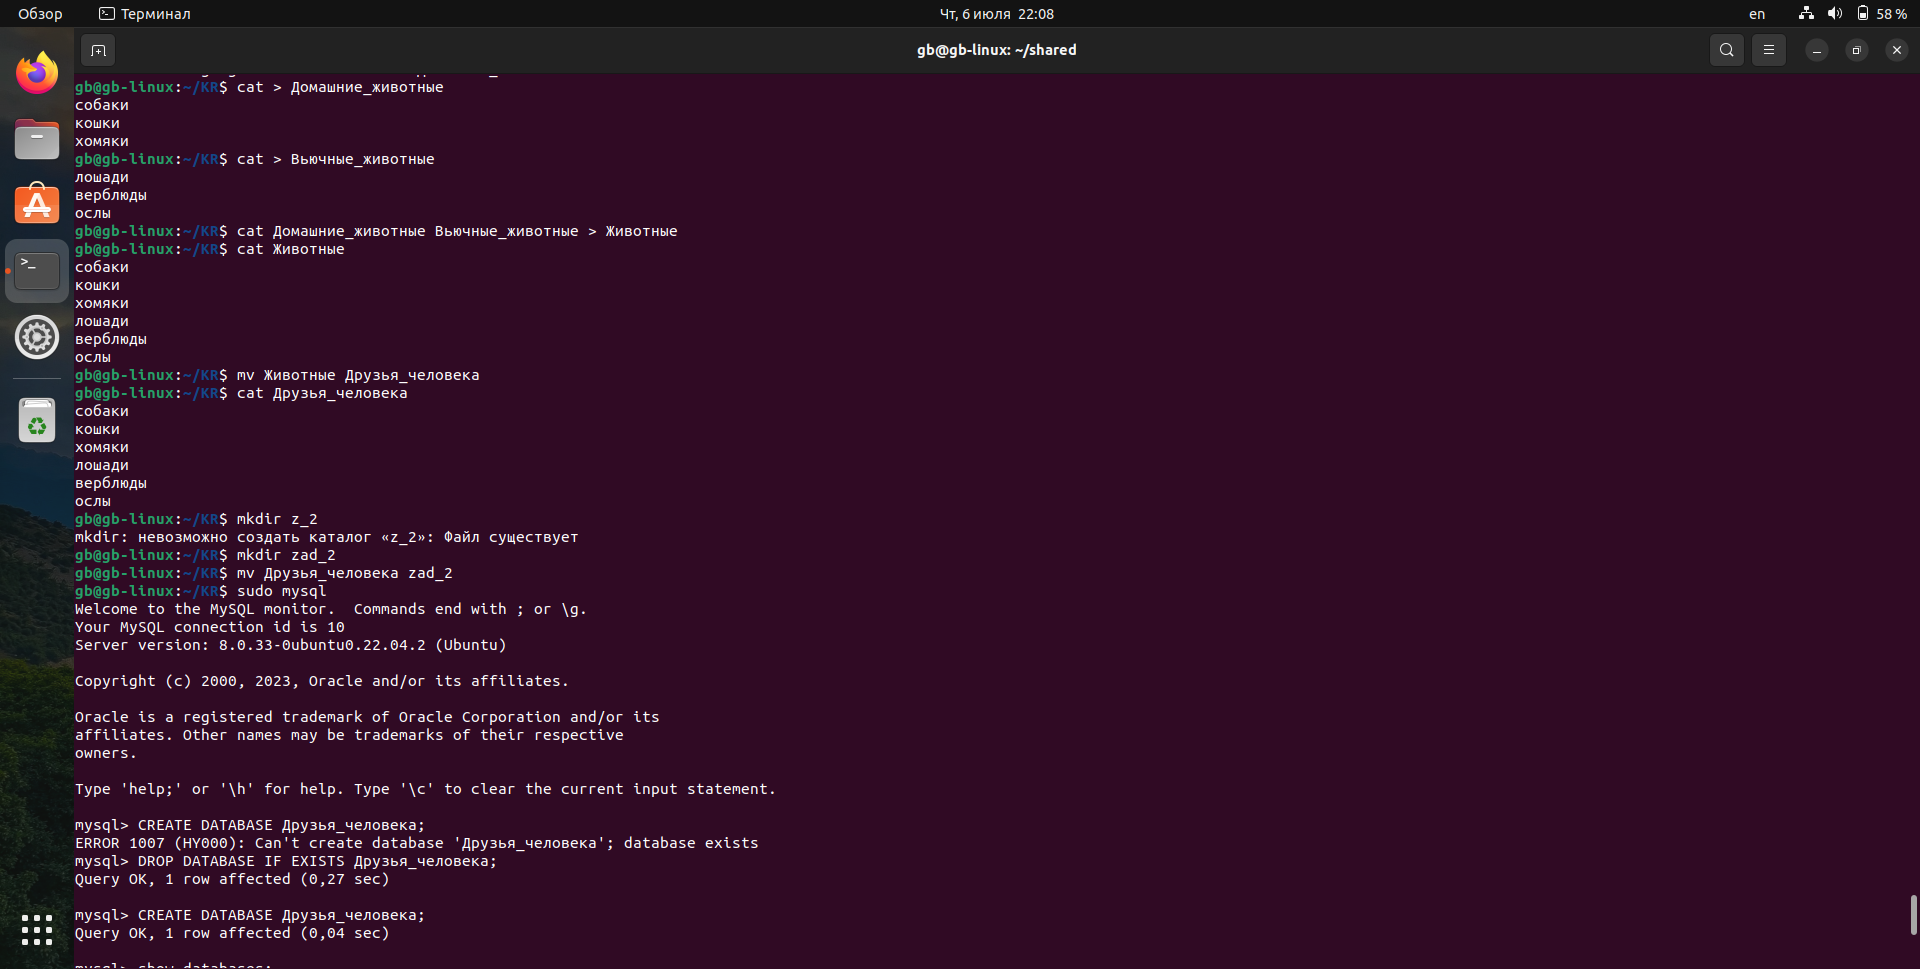 Обзор Терминал Чт, 6 июля 22:08 en 58 %
gb@gb-linux: ~/shared
gb@gb-linux:~/KR$ cat > Домашние_животные
собаки
кошки
хомяки
gb@gb-linux:~/KR$ cat > Вьючные_животные
лошади
верблюды
ослы
gb@gb-linux:~/KR$ cat Домашние_животные Вьючные_животные > Животные
gb@gb-linux:~/KR$ cat Животные
собаки
кошки
хомяки
лошади
верблюды
ослы
gb@gb-linux:~/KR$ mv Животные Друзья_человека
gb@gb-linux:~/KR$ cat Друзья_человека
собаки
кошки
хомяки
лошади
верблюды
ослы
gb@gb-linux:~/KR$ mkdir z_2
mkdir: невозможно создать каталог «z_2»: Файл существует
gb@gb-linux:~/KR$ mkdir zad_2
gb@gb-linux:~/KR$ mv Друзья_человека zad_2
gb@gb-linux:~/KR$ sudo mysql
Welcome to the MySQL monitor.  Commands end with ; or \g.
Your MySQL connection id is 10
Server version: 8.0.33-0ubuntu0.22.04.2 (Ubuntu)
Copyright (c) 2000, 2023, Oracle and/or its affiliates.
Oracle is a registered trademark of Oracle Corporation and/or its
affiliates. Other names may be trademarks of their respective
owners.
Type 'help;' or '\h' for help. Type '\c' to clear the current input statement.
mysql> CREATE DATABASE Друзья_человека;
ERROR 1007 (HY000): Can't create database 'Друзья_человека'; database exists
mysql> DROP DATABASE IF EXISTS Друзья_человека;
Query OK, 1 row affected (0,27 sec)
mysql> CREATE DATABASE Друзья_человека;
Query OK, 1 row affected (0,04 sec)
mysql> show databases;